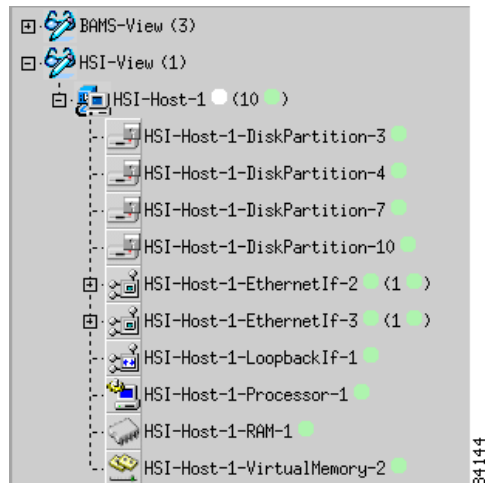 BAMS-View (3)
HSI-View (1)
HSI-Host-1 (10 )
HSI-Host-1-DiskPartition-3
HSI-Host-1-DiskPartition-4
HSI-Host-1-DiskPartition-7
HSI-Host-1-DiskPartition-10
HSI-Host-1-EthernetIf-2 (1 )
HSI-Host-1-EthernetIf-3 (1 )
HSI-Host-1-LoopbackIf-1
HSI-Host-1-Processor-1
HSI-Host-1-RAM-1
HSI-Host-1-VirtualMemory-2
84144